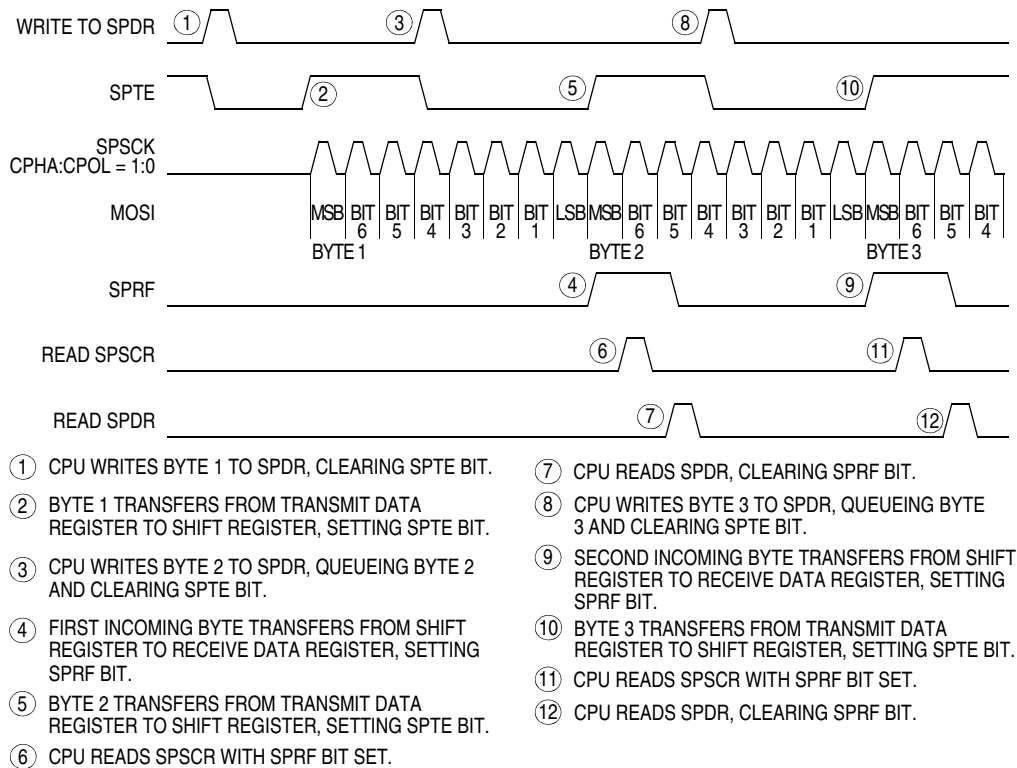 WRITE TO SPDR
1
3
8
SPTE
2
5
10
SPSCK
CPHA:CPOL = 1:0
MOSI
MSB BIT 6 BIT 5 BIT 4 BIT 3 BIT 2 BIT 1 LSB MSB BIT 6 BIT 5 BIT 4 BIT 3 BIT 2 BIT 1 LSB MSB BIT 6 BIT 5 BIT 4
BYTE 1
BYTE 2
BYTE 3
SPRF
4
9
READ SPSCR
6
11
READ SPDR
7
12
1 CPU WRITES BYTE 1 TO SPDR, CLEARING SPTE BIT.
2 BYTE 1 TRANSFERS FROM TRANSMIT DATA
REGISTER TO SHIFT REGISTER, SETTING SPTE BIT.
3 CPU WRITES BYTE 2 TO SPDR, QUEUEING BYTE 2
AND CLEARING SPTE BIT.
4 FIRST INCOMING BYTE TRANSFERS FROM SHIFT
REGISTER TO RECEIVE DATA REGISTER, SETTING
SPRF BIT.
5 BYTE 2 TRANSFERS FROM TRANSMIT DATA
REGISTER TO SHIFT REGISTER, SETTING SPTE BIT.
6 CPU READS SPSCR WITH SPRF BIT SET.
7 CPU READS SPDR, CLEARING SPRF BIT.
8 CPU WRITES BYTE 3 TO SPDR, QUEUEING BYTE
3 AND CLEARING SPTE BIT.
9 SECOND INCOMING BYTE TRANSFERS FROM SHIFT
REGISTER TO RECEIVE DATA REGISTER, SETTING
SPRF BIT.
10 BYTE 3 TRANSFERS FROM TRANSMIT DATA
REGISTER TO SHIFT REGISTER, SETTING SPTE BIT.
11 CPU READS SPSCR WITH SPRF BIT SET.
12 CPU READS SPDR, CLEARING SPRF BIT.